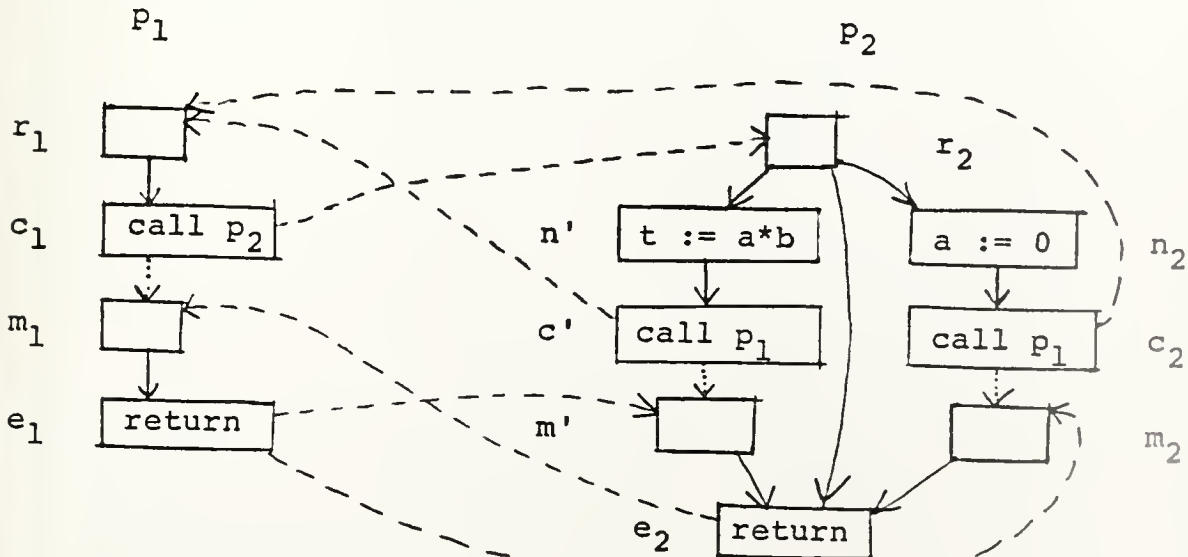 p1 p2
r1 r2
c1 call p2 n' t := a*b a := 0 n2
m1 c' call p1 call p1 c2
e1 return m' m2
e2 return